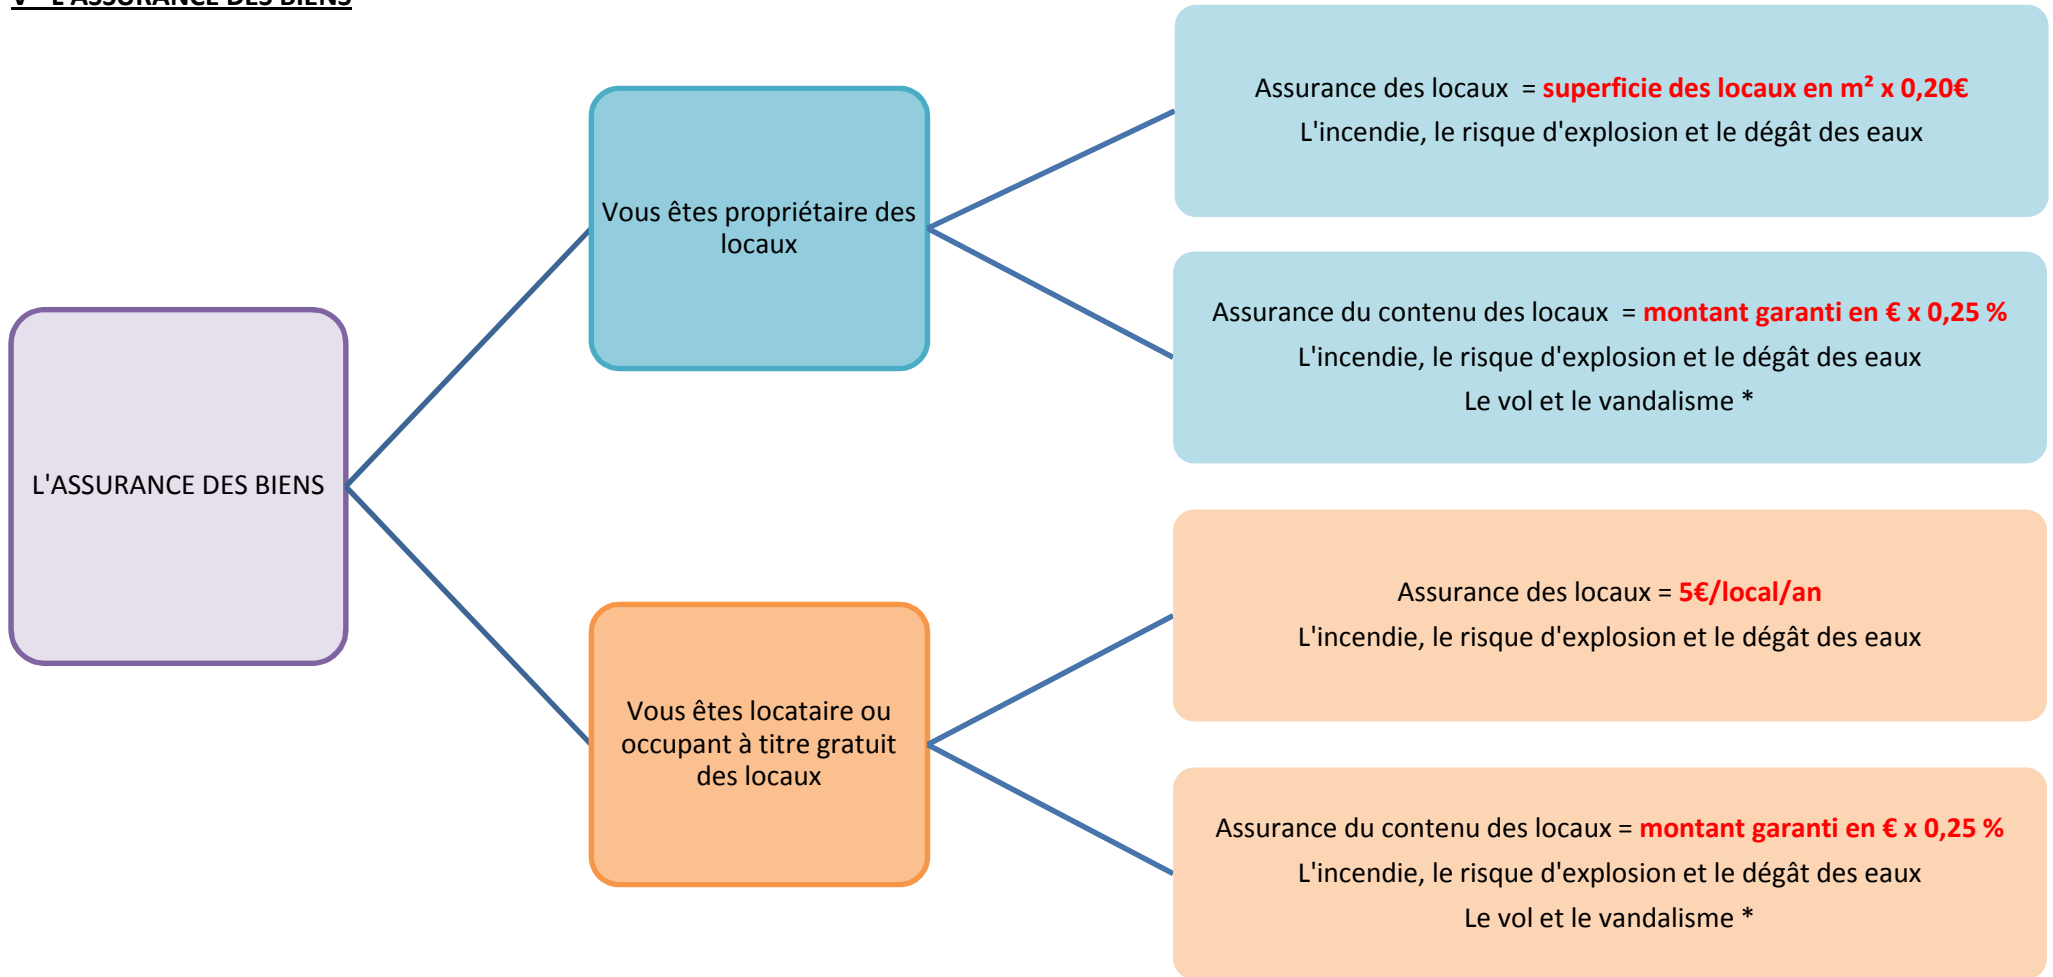 V - L'ASSURANCE DES BIENS
Assurance des locaux = superficie des locaux en m² x 0,20€
L'incendie, le risque d'explosion et le dégât des eaux
Vous êtes propriétaire des
locaux
Assurance du contenu des locaux = montant garanti en € x 0,25 %
L'incendie, le risque d'explosion et le dégât des eaux
Le vol et le vandalisme *
L'ASSURANCE DES BIENS
Assurance des locaux = 5€/local/an
L'incendie, le risque d'explosion et le dégât des eaux
Vous êtes locataire ou
occupant à titre gratuit
des locaux
Assurance du contenu des locaux = montant garanti en € x 0,25 %
L'incendie, le risque d'explosion et le dégât des eaux
Le vol et le vandalisme *